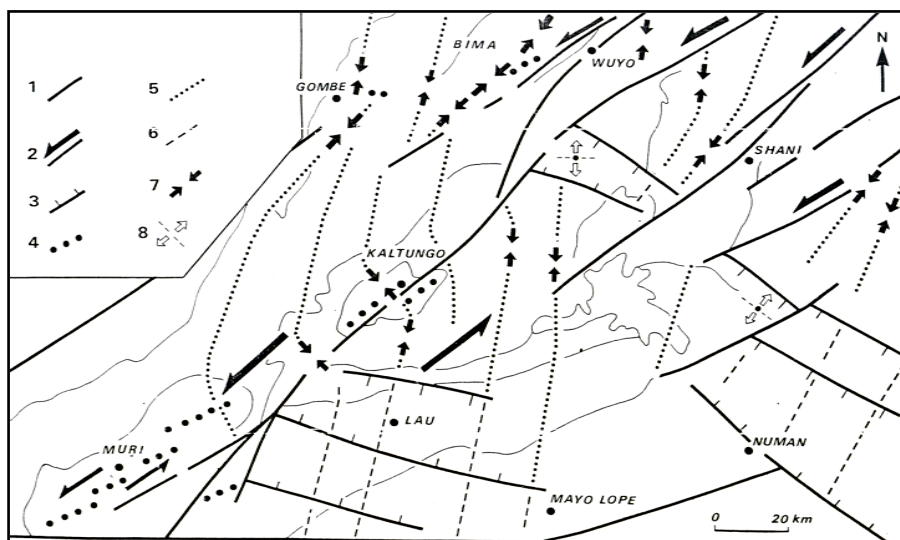 BIMA
N
WUYO
GOMBE
1
5
2
6
3
7
4
8
SHANI
KALTUNGO
LAU
MURI
NUMAN
MAYO LOPE
0 20 km